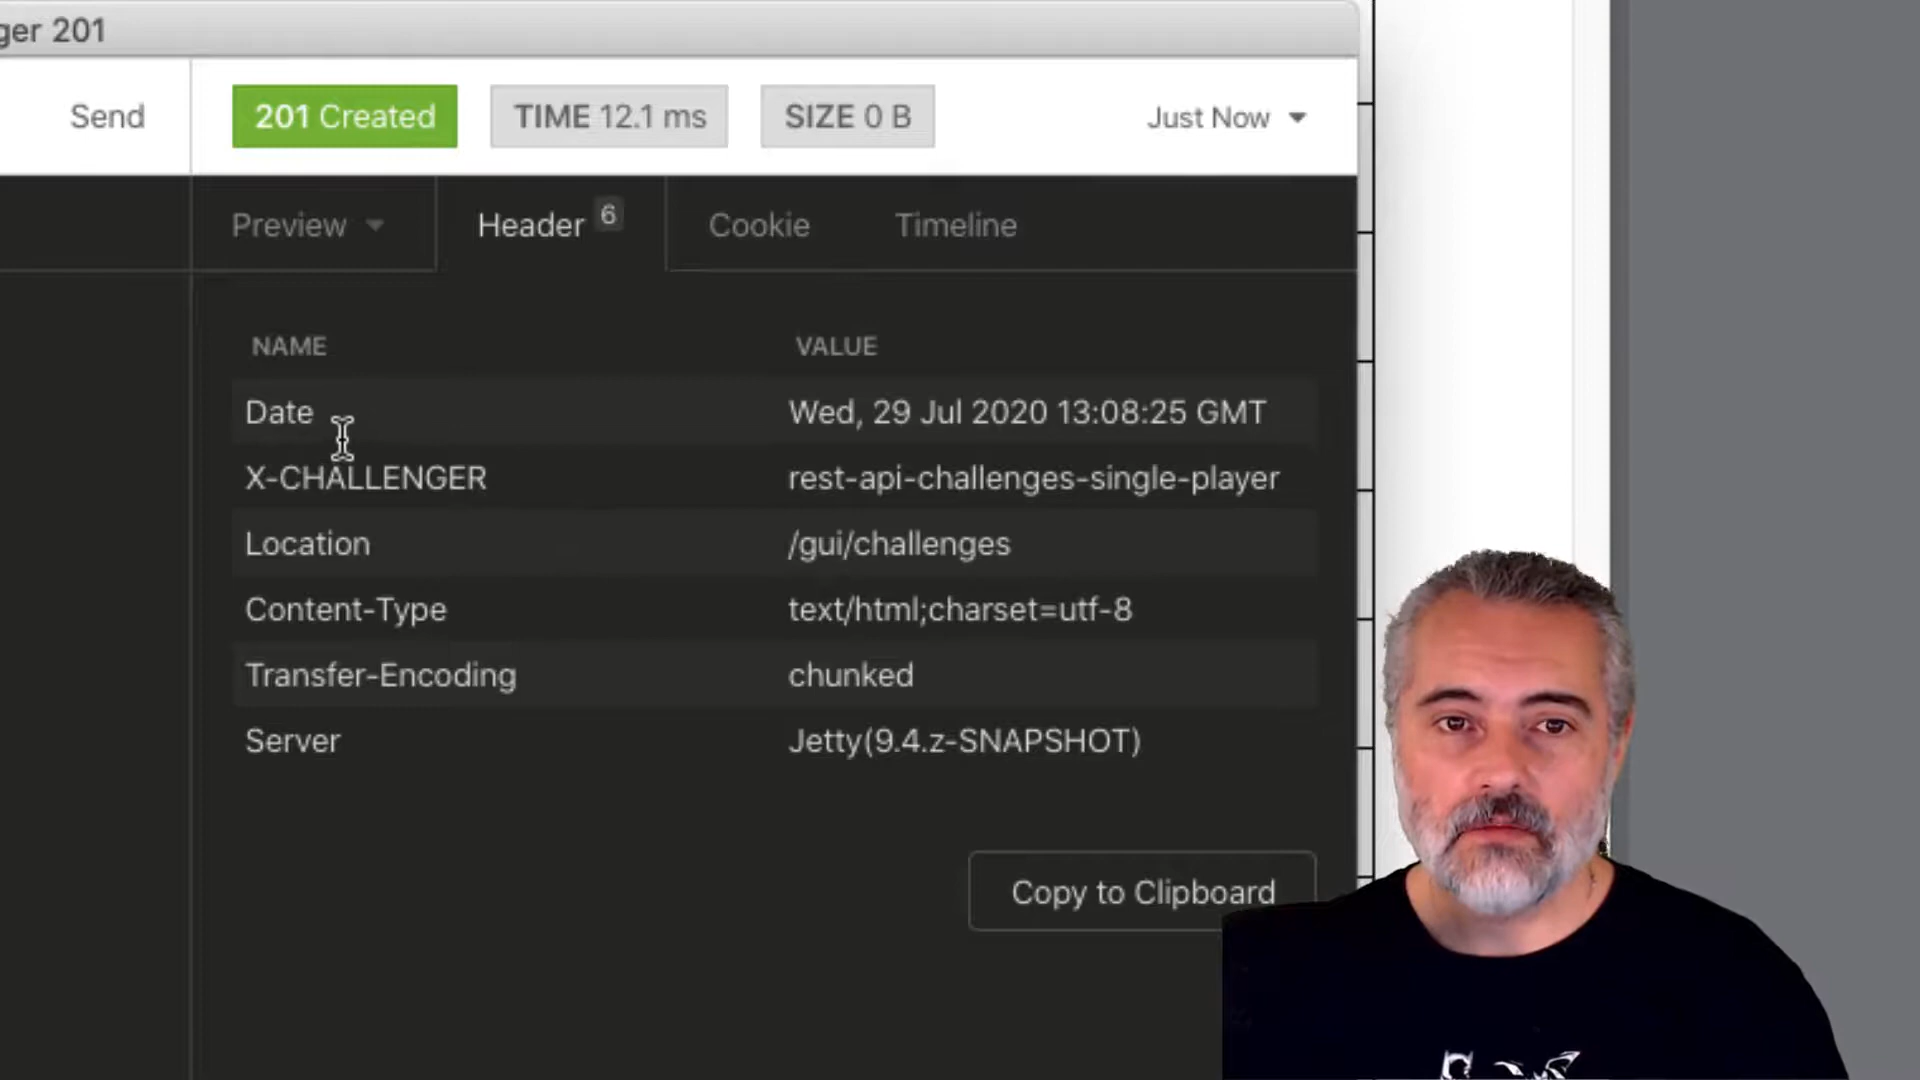 ger 201
Send
201 Created
TIME 12.1 ms
SIZE 0 B
Just Now
Preview
Header 6
Cookie
Timeline
NAME VALUE
Date Wed, 29 Jul 2020 13:08:25 GMT
X-CHALLENGER rest-api-challenges-single-player
Location /gui/challenges
Content-Type text/html;charset=utf-8
Transfer-Encoding chunked
Server Jetty(9.4.z-SNAPSHOT)
Copy to Clipboard